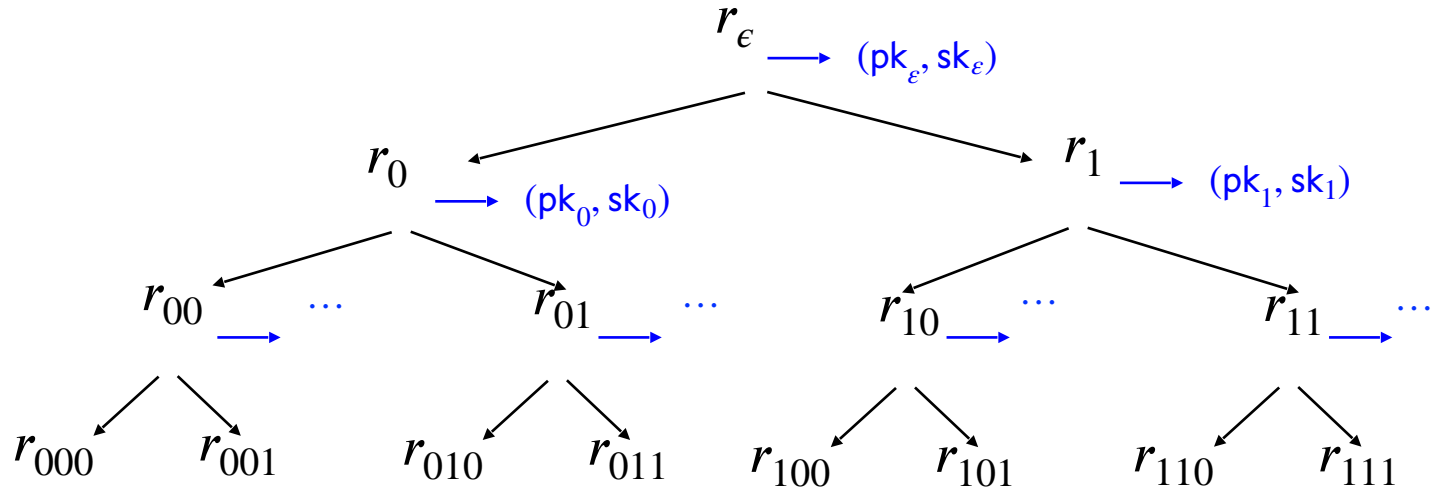 r_ϵ
(pk_ε, sk_ε)
r_0
(pk_0, sk_0)
r_1
(pk_1, sk_1)
r_00 … r_01 … r_10 … r_11 …
r_000 r_001 r_010 r_011 r_100 r_101 r_110 r_111